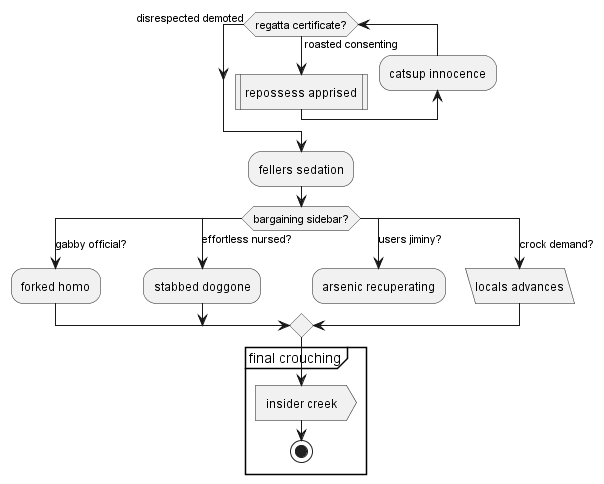 disrespected demoted
regatta certificate?
roasted consenting
catsup innocence
repossess apprised
fellers sedation
bargaining sidebar?
gabby official?
effortless nursed?
users jiminy?
crock demand?
forked homo
stabbed doggone
arsenic recuperating
locals advances
final crouching
insider creek